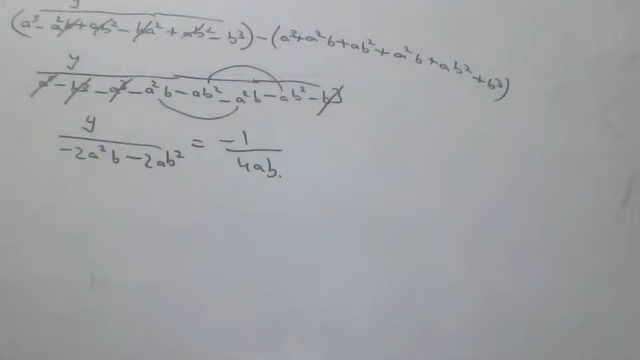 y
(a³ - a²b + ab² - ba² + ab² - b³) - (a³ + a²b + ab² + a²b + ab² + b³)
y
a³ - b³ - a³ - a²b - ab² - a²b - ab² - b³
y / -2a²b - 2ab² = -1 / 4ab.